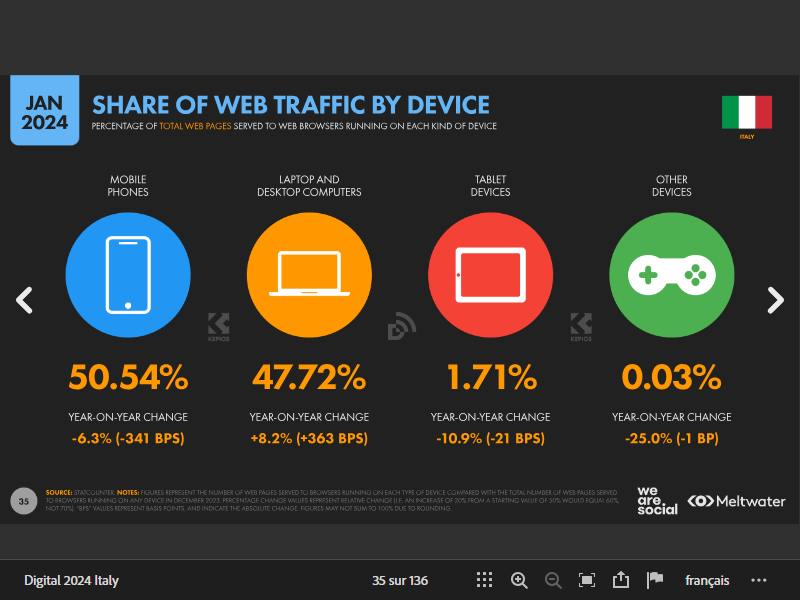 JAN
2024
SHARE OF WEB TRAFFIC BY DEVICE
PERCENTAGE OF TOTAL WEB PAGES SERVED TO WEB BROWSERS RUNNING ON EACH KIND OF DEVICE
ITALY
MOBILE
PHONES
LAPTOP AND
DESKTOP COMPUTERS
TABLET
DEVICES
OTHER
DEVICES
KEPIOS
KEPIOS
50.54%
47.72%
1.71%
0.03%
YEAR-ON-YEAR CHANGE
YEAR-ON-YEAR CHANGE
YEAR-ON-YEAR CHANGE
YEAR-ON-YEAR CHANGE
-6.3% (-341 BPS)
+8.2% (+363 BPS)
-10.9% (-21 BPS)
-25.0% (-1 BP)
35
SOURCE: STATCOUNTER. NOTES: FIGURES REPRESENT THE NUMBER OF WEB PAGES SERVED TO BROWSERS RUNNING ON EACH TYPE OF DEVICE COMPARED WITH THE TOTAL NUMBER OF WEB PAGES SERVED
TO BROWSERS RUNNING ON ANY DEVICE IN DECEMBER 2023. PERCENTAGE CHANGE VALUES REPRESENT RELATIVE CHANGE (I.E. AN INCREASE OF 20% FROM A STARTING VALUE OF 50% WOULD EQUAL 60%,
NOT 70%). "BPS" VALUES REPRESENT BASIS POINTS, AND INDICATE THE ABSOLUTE CHANGE. FIGURES MAY NOT SUM TO 100% DUE TO ROUNDING.
we
are.
social
Meltwater
Digital 2024 Italy
35 sur 136
français